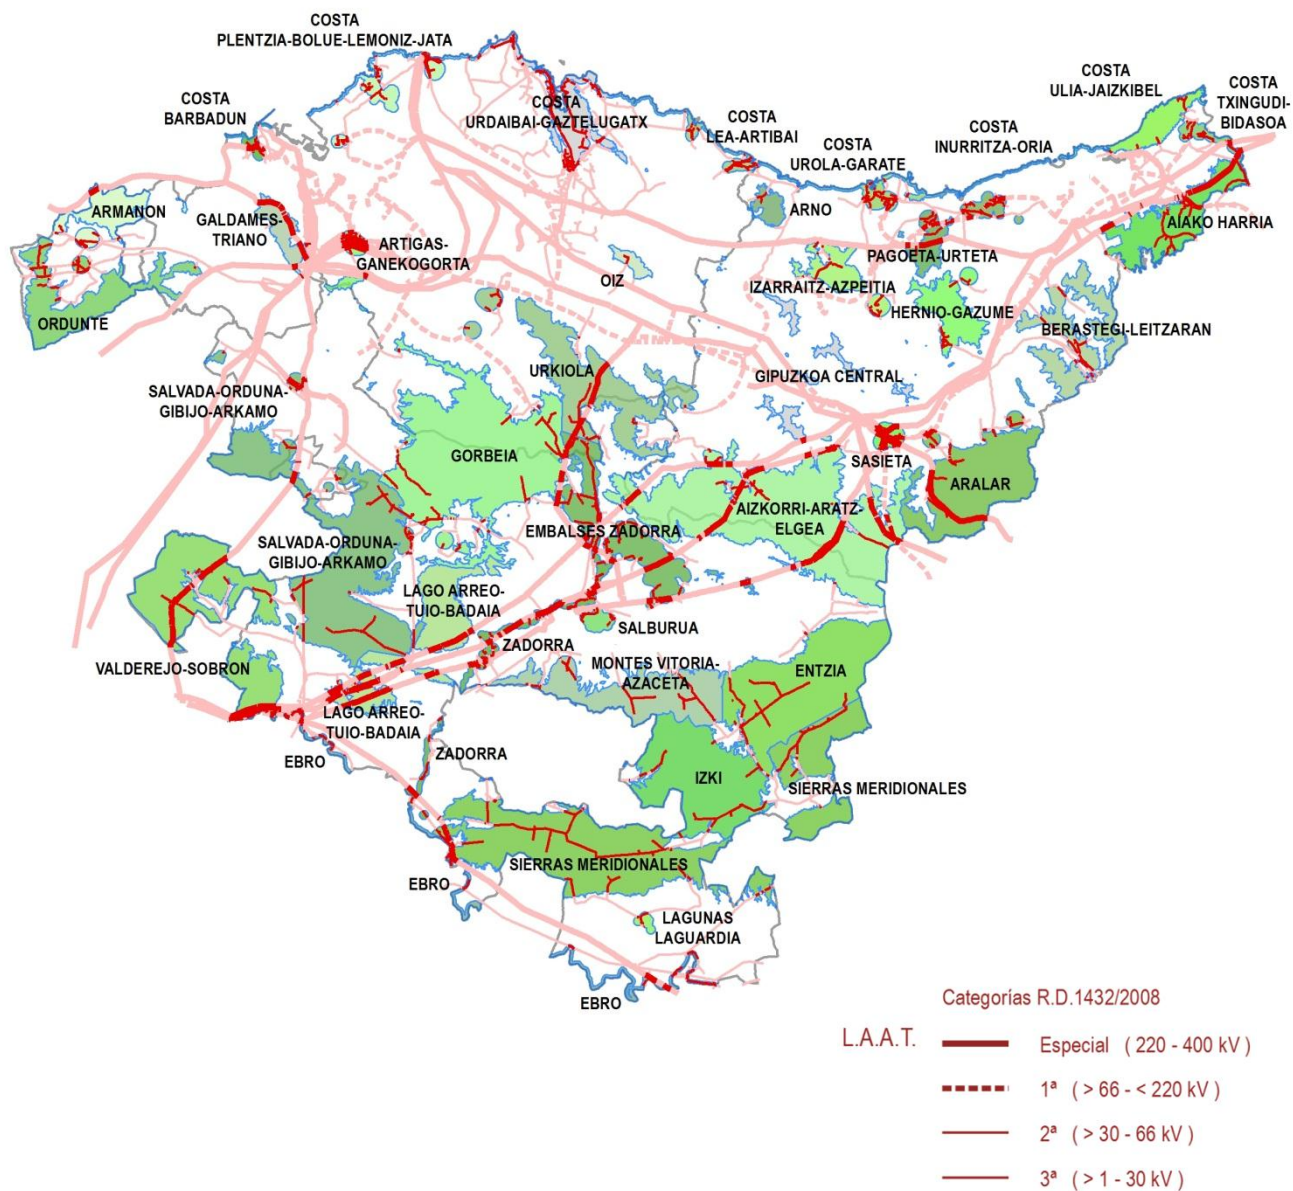 COSTA
PLENTZIA-BOLUE-LEMONIZ-JATA
COSTA
BARBADUN
COSTA
URDAIBAI-GAZTELUGATX
COSTA
LEA-ARTIBAI
COSTA
UROLA-GARATE
COSTA
INURRITZA-ORIA
COSTA
ULIA-JAIZKIBEL
COSTA
TXINGUDI-
BIDASOA
ARMANON
GALDAMES-
TRIANO
ARTIGAS-
GANEKOGORTA
OIZ
ARNO
PAGOETA-URTETA
AIAKO HARRIA
IZARRAITZ-AZPEITIA
HERNIO-GAZUME
ORDUNTE
BERASTEGI-LEITZARAN
URKIOLA
GIPUZKOA CENTRAL
SALVADA-ORDUNA-
GIBIJO-ARKAMO
GORBEIA
SASIETA
ARALAR
AIZKORRI-ARATZ-
ELGEA
EMBALSES ZADORRA
SALVADA-ORDUNA-
GIBIJO-ARKAMO
LAGO ARREO-
TUIO-BADAIA
SALBURUA
ZADORRA
VALDEREJO-SOBRON
MONTES VITORIA-
AZACETA
ENTZIA
LAGO ARREO-
TUIO-BADAIA
EBRO
ZADORRA
IZKI
SIERRAS MERIDIONALES
SIERRAS MERIDIONALES
EBRO
LAGUNAS
LAGUARDIA
EBRO
Categorías R.D.1432/2008
L.A.A.T.
Especial ( 220 - 400 kV )
1ª ( > 66 - < 220 kV )
2ª ( > 30 - 66 kV )
3ª ( > 1 - 30 kV )